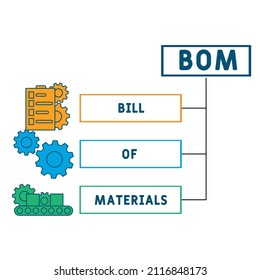 BOM
BILL
OF
MATERIALS
shutterstock.com · 2116848173